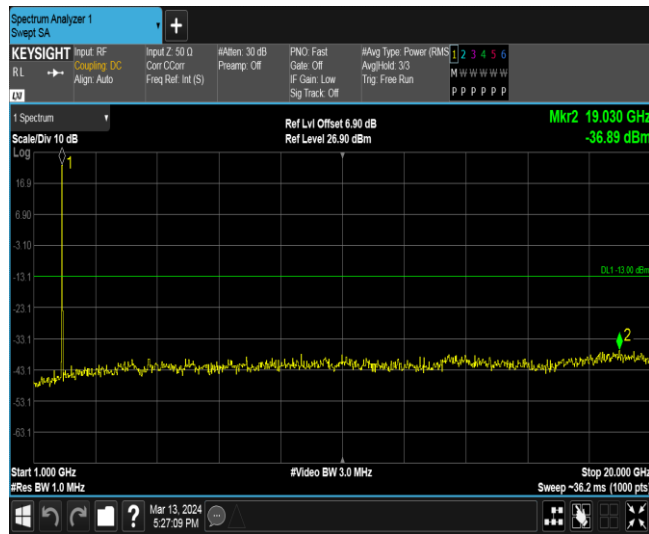 Spectrum Analyzer 1
Swept SA
+
KEYSIGHT
RL
LXI
Input: RF
Coupling: DC
Align: Auto
Input Z: 50 Ω
Corr CCorr
Freq Ref: Int (S)
#Atten: 30 dB
Preamp: Off
PNO: Fast
Gate: Off
IF Gain: Low
Sig Track: Off
#Avg Type: Power (RMS
Avg|Hold: 3/3
Trig: Free Run
1 2 3 4 5 6
M W W W W W
P P P P P P
1 Spectrum
Scale/Div 10 dB
Log
Ref Lvl Offset 6.90 dB
Ref Level 26.90 dBm
Mkr2 19.030 GHz
-36.89 dBm
1
16.9
6.90
-3.10
-13.1
DL1 -13.00 dBm
-23.1
-33.1
2
-43.1
-53.1
-63.1
Start 1.000 GHz
#Res BW 1.0 MHz
#Video BW 3.0 MHz
Stop 20.000 GHz
Sweep ~36.2 ms (1000 pts)
?
Mar 13, 2024
5:27:09 PM